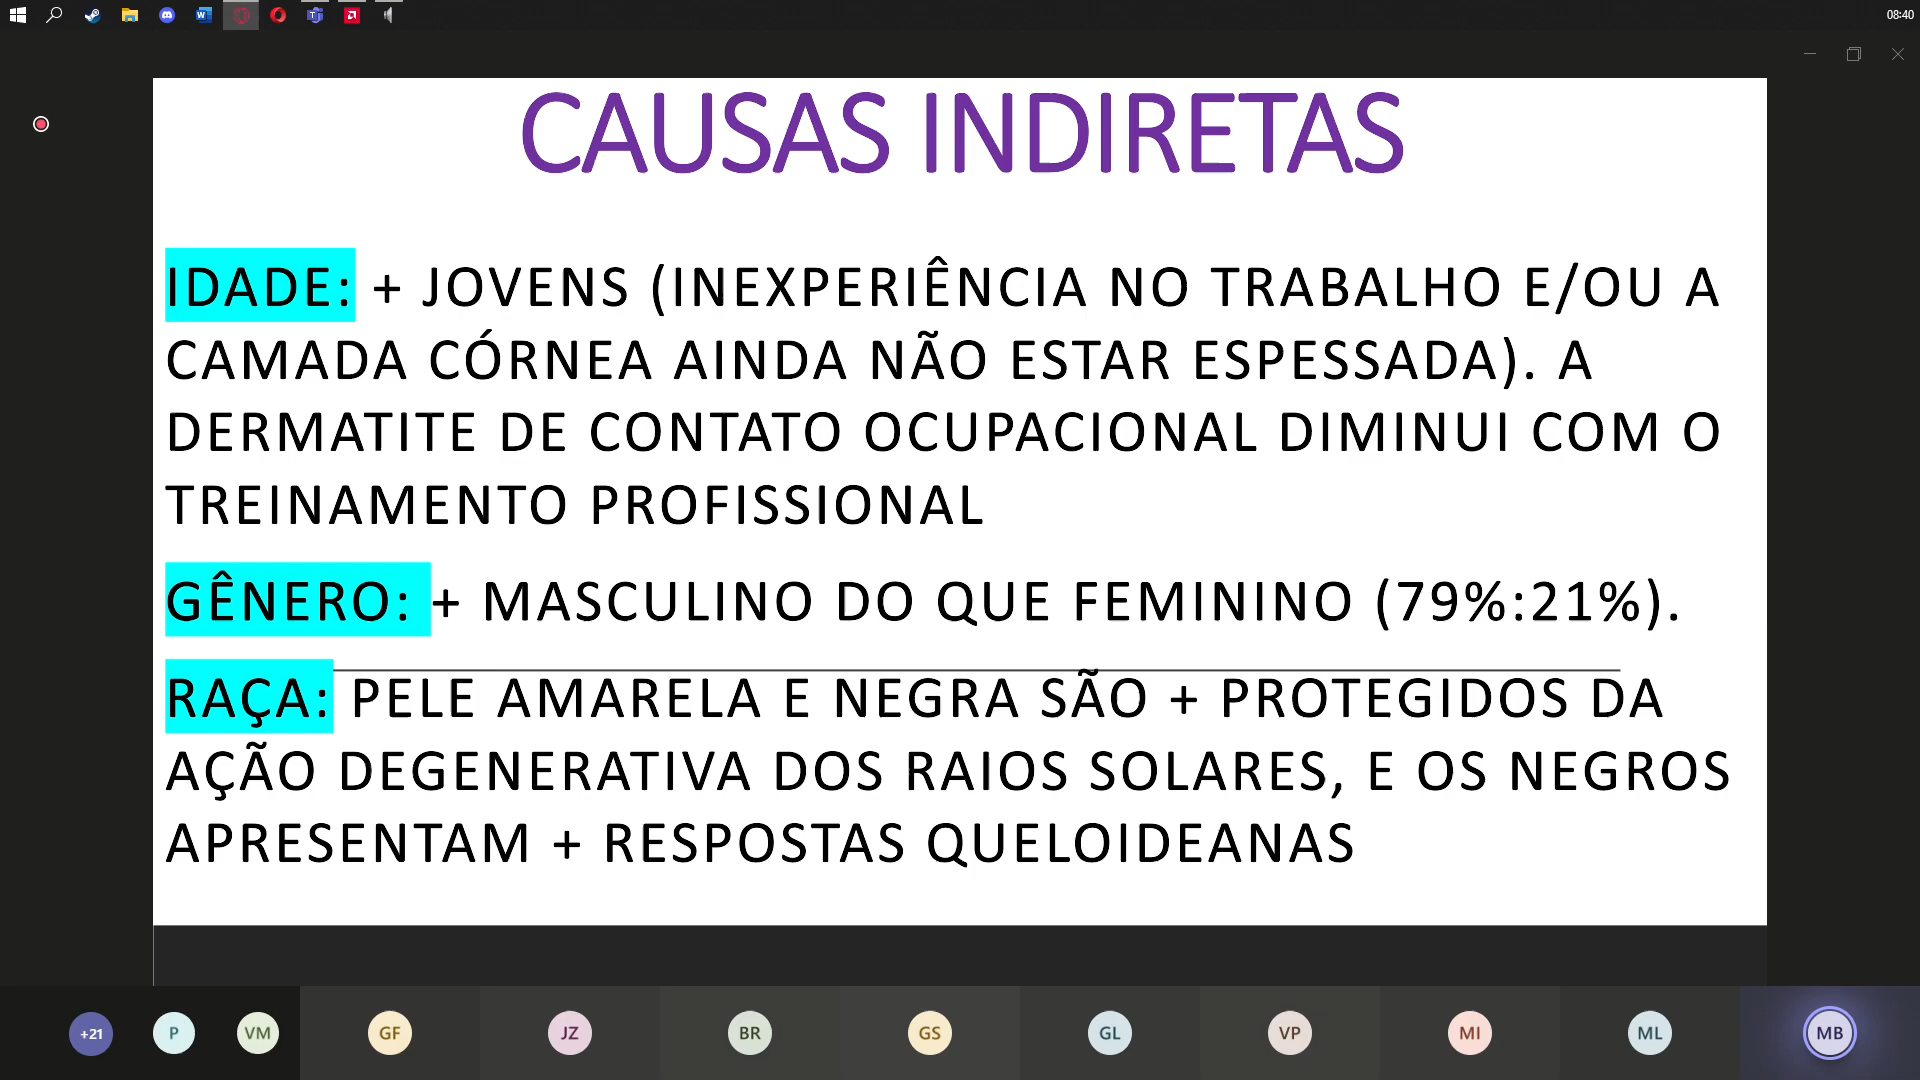 08:40
CAUSAS INDIRETAS
IDADE: + JOVENS (INEXPERIÊNCIA NO TRABALHO E/OU A
CAMADA CÓRNEA AINDA NÃO ESTAR ESPESSADA). A
DERMATITE DE CONTATO OCUPACIONAL DIMINUI COM O
TREINAMENTO PROFISSIONAL
GÊNERO: + MASCULINO DO QUE FEMININO (79%:21%).
RAÇA: PELE AMARELA E NEGRA SÃO + PROTEGIDOS DA
AÇÃO DEGENERATIVA DOS RAIOS SOLARES, E OS NEGROS
APRESENTAM + RESPOSTAS QUELOIDEANAS
+21 P VM GF JZ BR GS GL VP MI ML MB